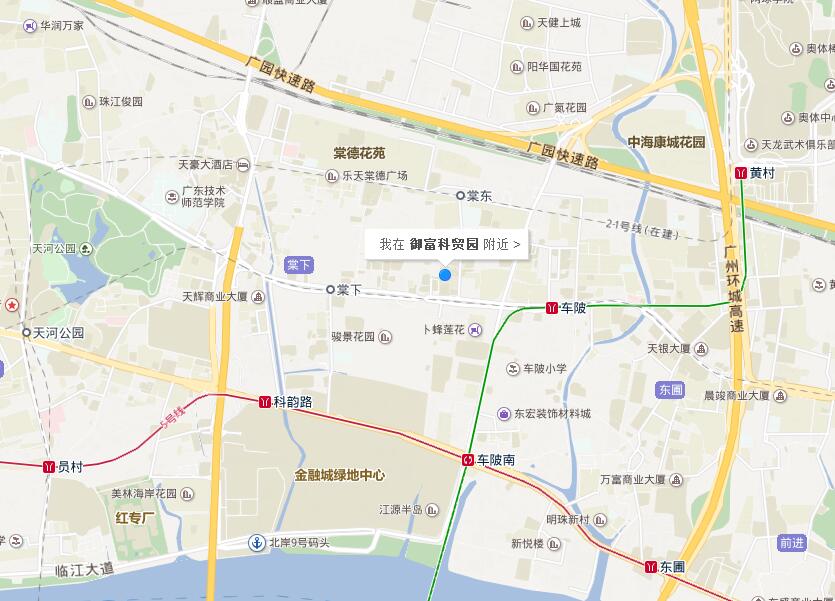 华润万家
天健上城
奥体棒
广园快速路
阳华国花苑
珠江俊园
广氮花园
奥体中心
棠德花苑
广园快速路
中海康城花园
天龙武术俱乐部
天豪大酒店
乐天棠德广场
黄村
广东技术
师范学院
棠东
21号线(在建)
天河公园
我在 御富科贸园 附近 >
棠下
广州环城高速
天辉商业大厦
棠下
车陂
天河公园
骏景花园
卜蜂莲花
天银大厦
车陂小学
东圃
晨竣商业大厦
科韵路
5号线
东宏装饰材料城
员村
车陂南
金融城绿地中心
万富商业大厦
美林海岸花园
红专厂
江源半岛
明珠新村
北岸9号码头
新悦楼
前进
临江大道
东圃